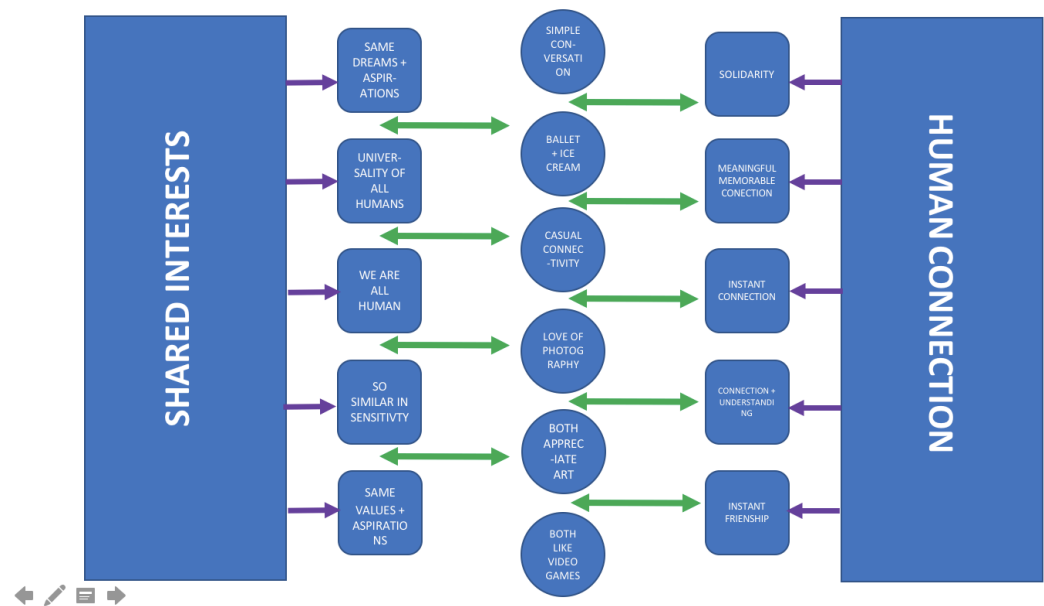 SHARED INTERESTS
SAME
DREAMS +
ASPIR-
ATIONS
UNIVER-
SALITY OF
ALL
HUMANS
WE ARE
ALL
HUMAN
SO
SIMILAR IN
SENSITIVTY
SAME
VALUES +
ASPIRATIO
NS
SIMPLE
CON-
VERSATI
ON
BALLET
+ ICE
CREAM
CASUAL
CONNEC
-TIVITY
LOVE OF
PHOTOG
RAPHY
BOTH
APPREC
-IATE
ART
BOTH
LIKE
VIDEO
GAMES
SOLIDARITY
MEANINGFUL
MEMORABLE
CONECTION
INSTANT
CONNECTION
CONNECTION +
UNDERSTANDI
NG
INSTANT
FRIENSHIP
HUMAN CONNECTION